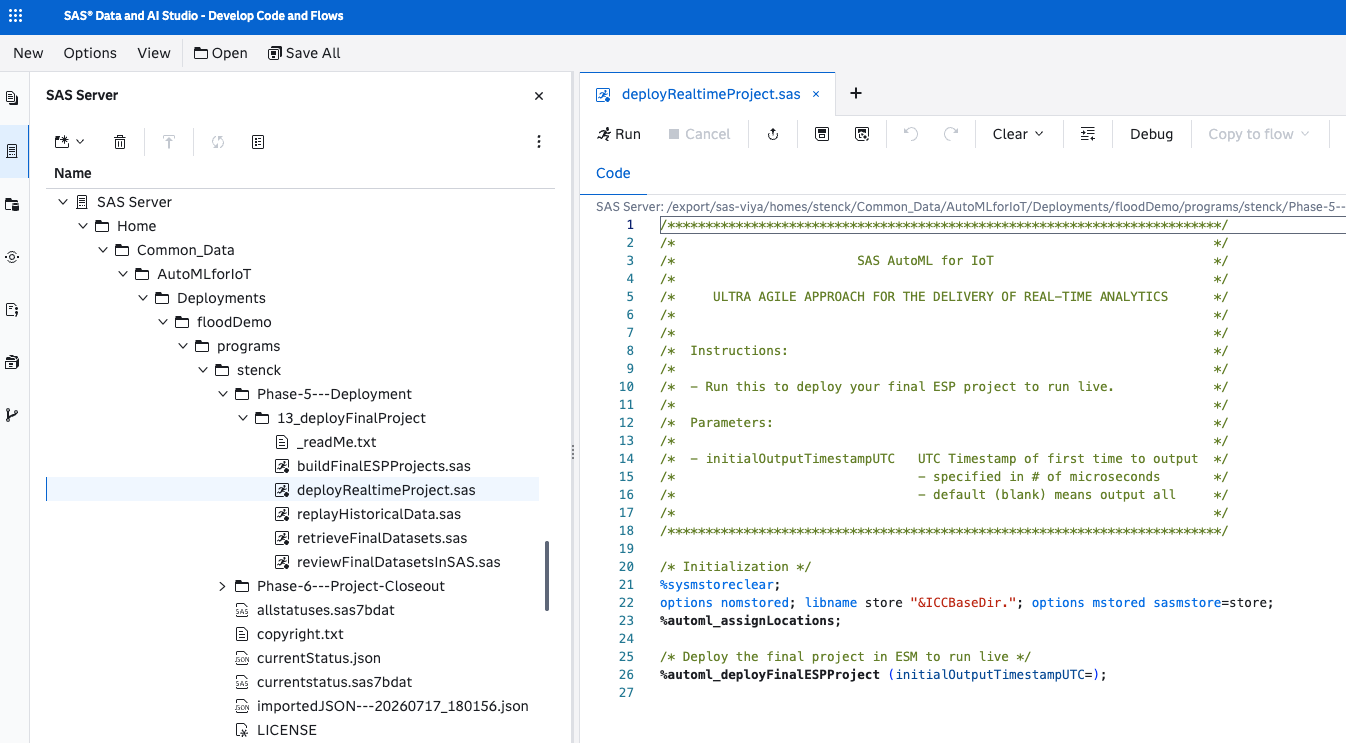 SAS® Data and AI Studio - Develop Code and Flows
New Options View Open Save All
SAS Server
Name
SAS Server
Home
Common_Data
AutoMLforIoT
Deployments
floodDemo
programs
stenck
Phase-5---Deployment
13_deployFinalProject
_readMe.txt
buildFinalESPProjects.sas
deployRealtimeProject.sas
replayHistoricalData.sas
retrieveFinalDatasets.sas
reviewFinalDatasetsInSAS.sas
Phase-6---Project-Closeout
allstatuses.sas7bdat
copyright.txt
currentStatus.json
currentstatus.sas7bdat
importedJSON---20260717_180156.json
LICENSE
deployRealtimeProject.sas
Run Cancel Clear Debug Copy to flow
Code
SAS Server: /export/sas-viya/homes/stenck/Common_Data/AutoMLforIoT/Deployments/floodDemo/programs/stenck/Phase-5--
1 /*************************************************************************/
2 /* */
3 /* SAS AutoML for IoT */
4 /* */
5 /* ULTRA AGILE APPROACH FOR THE DELIVERY OF REAL-TIME ANALYTICS */
6 /* */
7 /* */
8 /* Instructions: */
9 /* */
10 /* - Run this to deploy your final ESP project to run live. */
11 /* */
12 /* Parameters: */
13 /* */
14 /* - initialOutputTimestampUTC UTC Timestamp of first time to output */
15 /* - specified in # of microseconds */
16 /* - default (blank) means output all */
17 /* */
18 /*************************************************************************/
19
20 /* Initialization */
21 %sysmstoreclear;
22 options nomstored; libname store "&ICCBaseDir."; options mstored sasmstore=store;
23 %automl_assignLocations;
24
25 /* Deploy the final project in ESM to run live */
26 %automl_deployFinalESPProject (initialOutputTimestampUTC=);
27